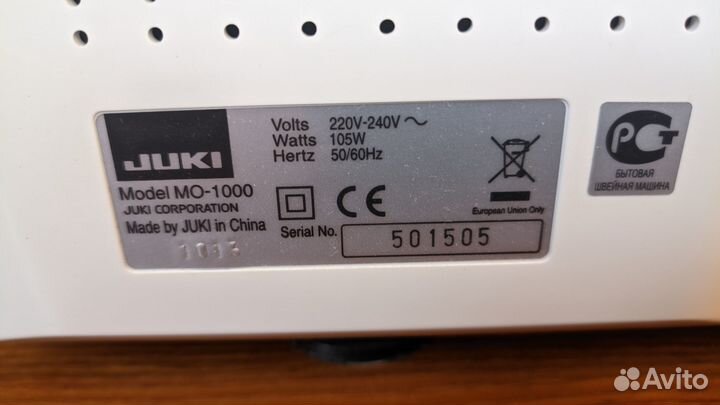 JUKI
Model MO-1000
JUKI CORPORATION
Made by JUKI in China
1013
Volts 220V-240V~
Watts 105W
Hertz 50/60Hz
CE
European Union Only
Serial No. 501505
РСТ
БЫТОВАЯ
ШВЕЙНАЯ МАШИНА
Avito